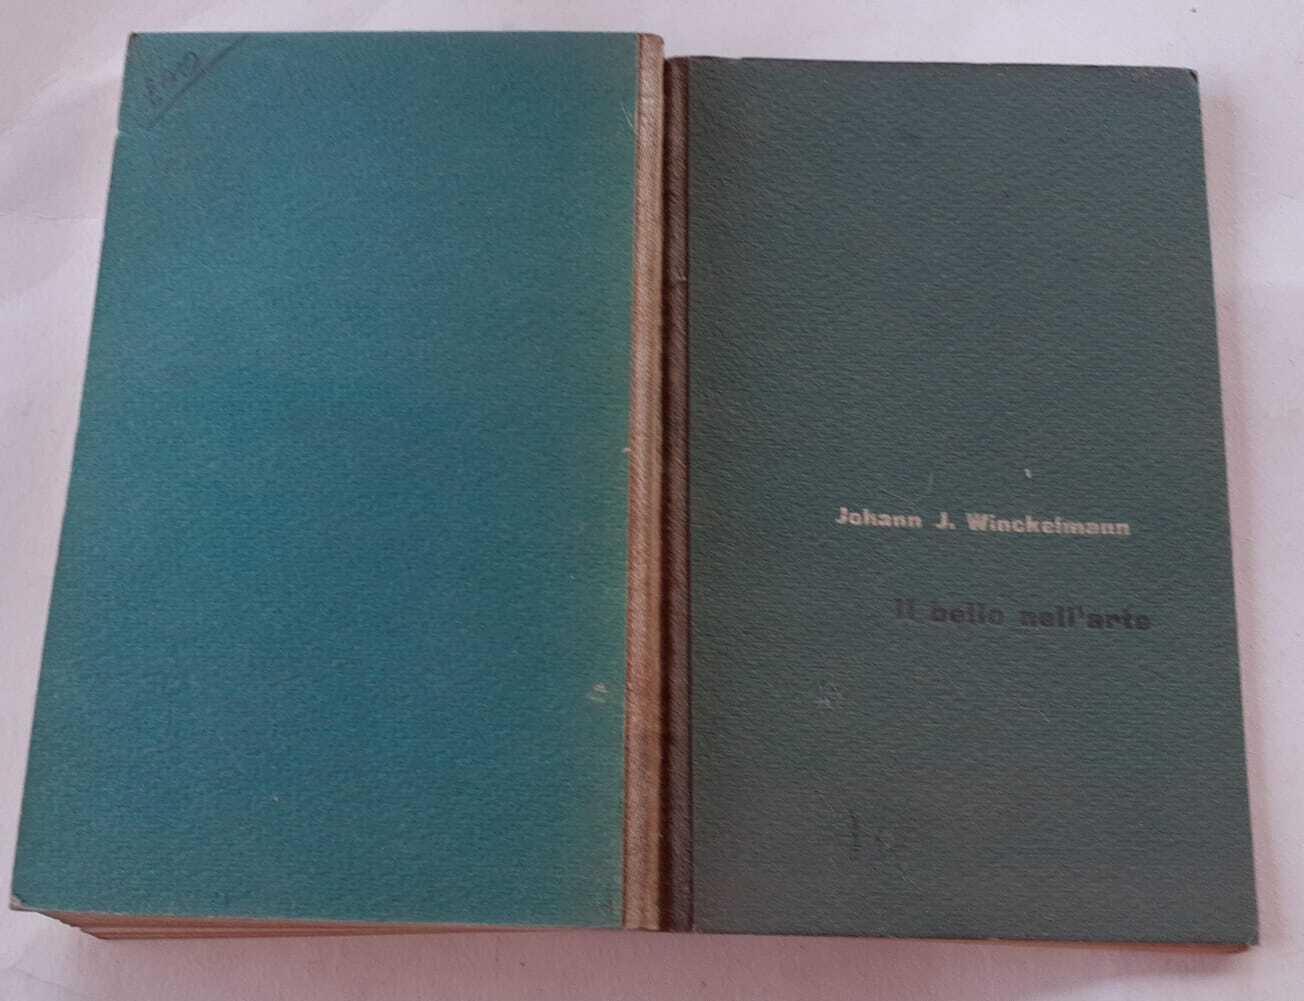 Johann J. Winckelmann
Il bello nell'arte